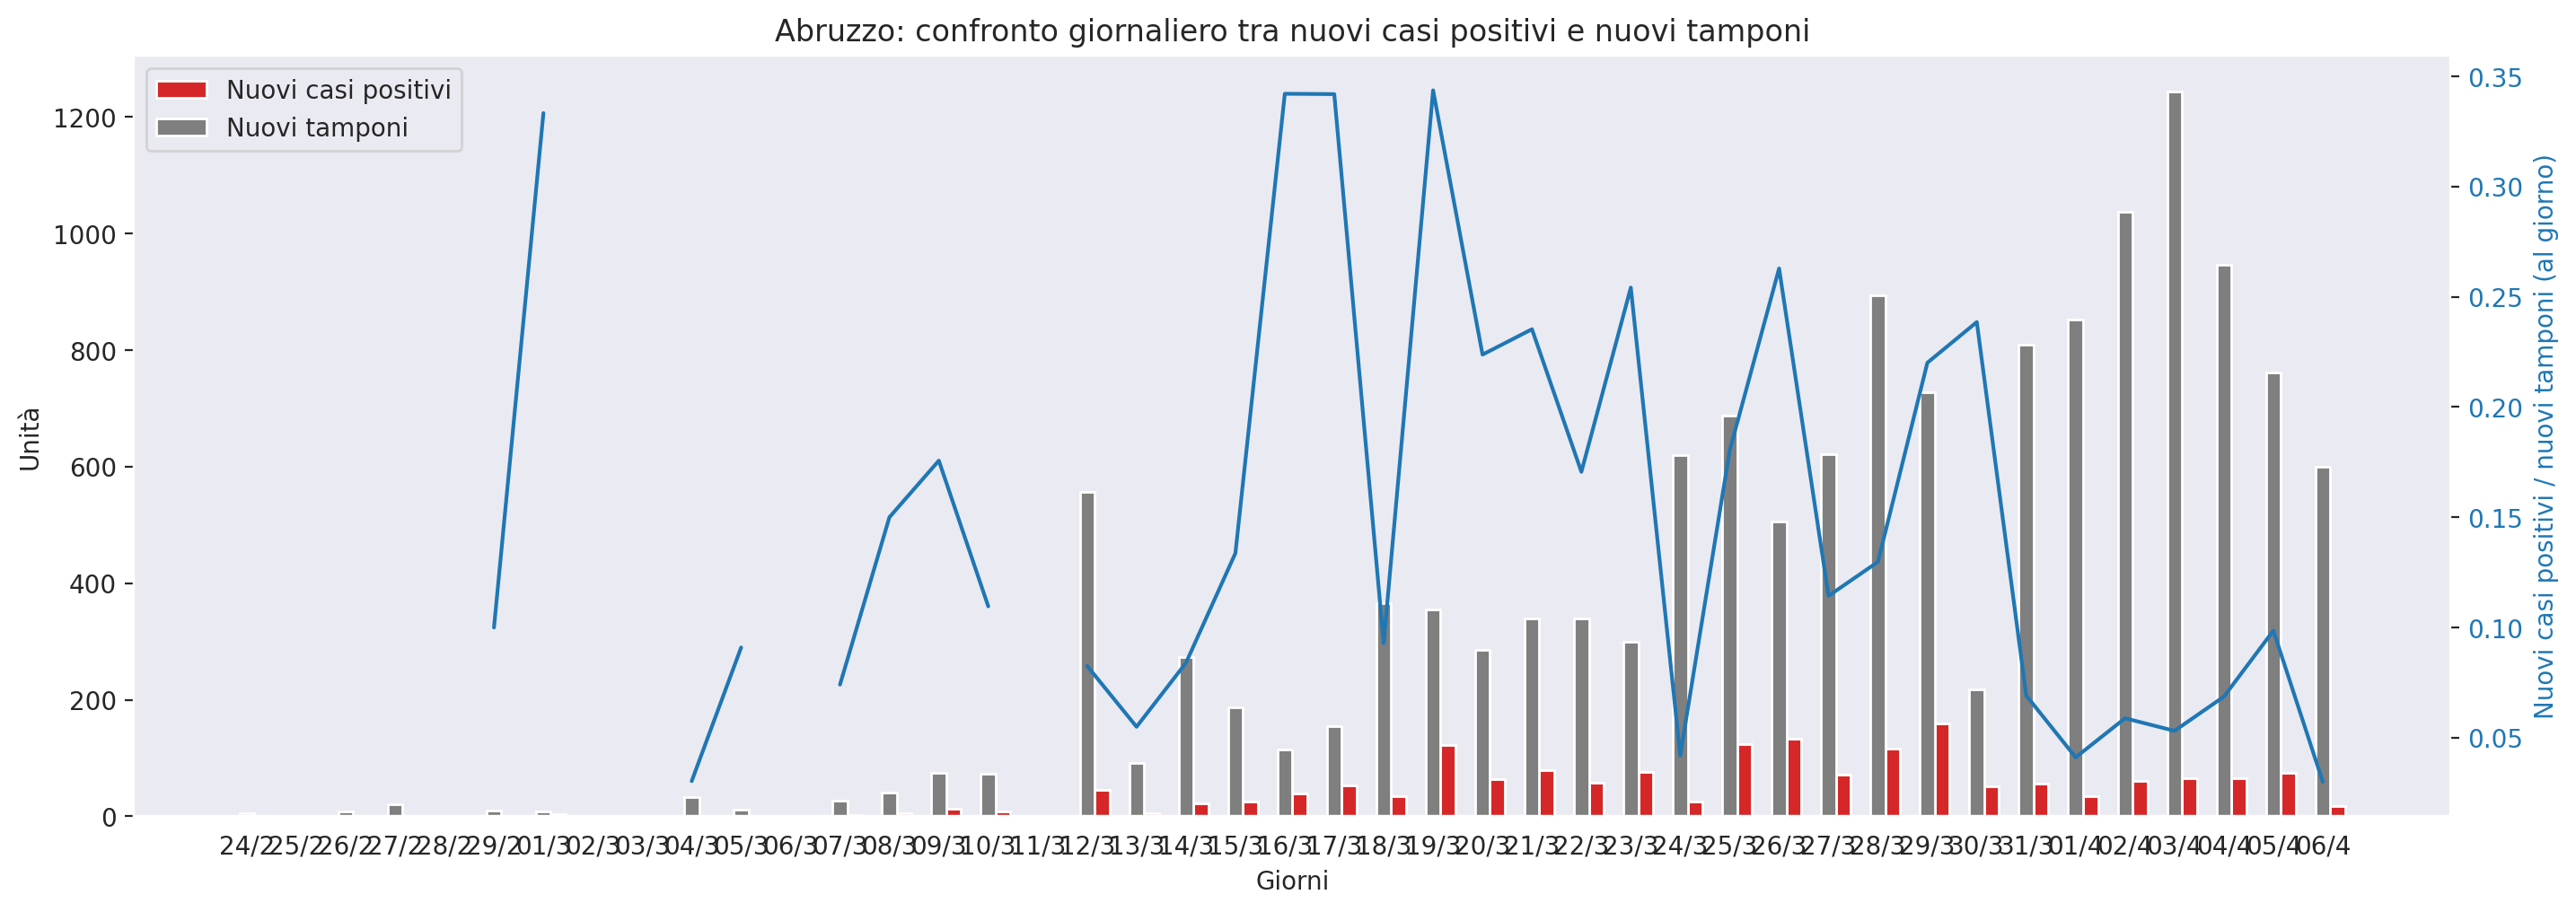 Abruzzo: confronto giornaliero tra nuovi casi positivi e nuovi tamponi
Nuovi casi positivi
Nuovi tamponi
1200
1000
800
600
400
200
0
Unità
0.35
0.30
0.25
0.20
0.15
0.10
0.05
Nuovi casi positivi / nuovi tamponi (al giorno)
24/2 25/2 26/2 27/2 28/2 29/2 01/3 02/3 03/3 04/3 05/3 06/3 07/3 08/3 09/3 10/3 11/3 12/3 13/3 14/3 15/3 16/3 17/3 18/3 19/3 20/3 21/3 22/3 23/3 24/3 25/3 26/3 27/3 28/3 29/3 30/3 31/3 01/4 02/4 03/4 04/4 05/4 06/4
Giorni